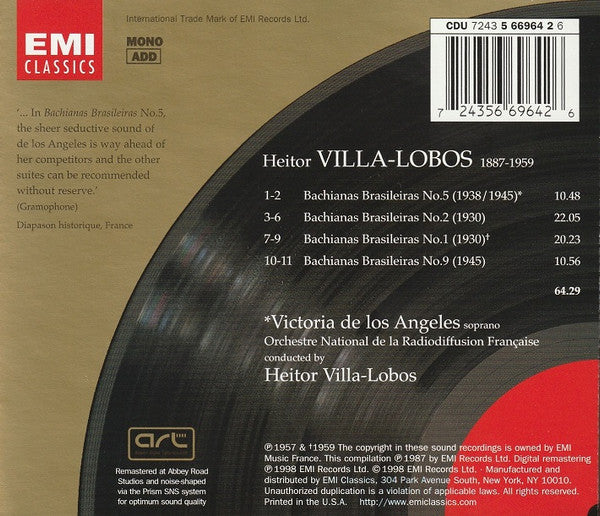 International Trade Mark of EMI Records Ltd.
EMI
CLASSICS
MONO
ADD
CDU 7243 5 66964 2 6
7 24356 69642 6
'... In Bachianas Brasileiras No.5,
the sheer seductive sound of
de los Angeles is way ahead of
her competitors and the other
suites can be recommended
without reserve.'
(Gramophone)
Diapason historique, France
Heitor VILLA-LOBOS 1887-1959
1-2 Bachianas Brasileiras No.5 (1938/1945)* 10.48
3-6 Bachianas Brasileiras No.2 (1930) 22.05
7-9 Bachianas Brasileiras No.1 (1930)† 20.23
10-11 Bachianas Brasileiras No.9 (1945) 10.56
64.29
*Victoria de los Angeles soprano
Orchestre National de la Radiodiffusion Française
conducted by
Heitor Villa-Lobos
art
Remastered at Abbey Road
Studios and noise-shaped
via the Prism SNS system
for optimum sound quality
℗ 1957 & †1959 The copyright in these sound recordings is owned by EMI
Music France. This compilation ℗ 1987 by EMI Records Ltd. Digital remastering
℗ 1998 EMI Records Ltd. © 1998 EMI Records Ltd. · Manufactured and
distributed by EMI Classics, 304 Park Avenue South, New York, NY 10010.
Unauthorized duplication is a violation of applicable laws. All rights reserved.
Printed in the U.S.A. http://www.emiclassics.com/